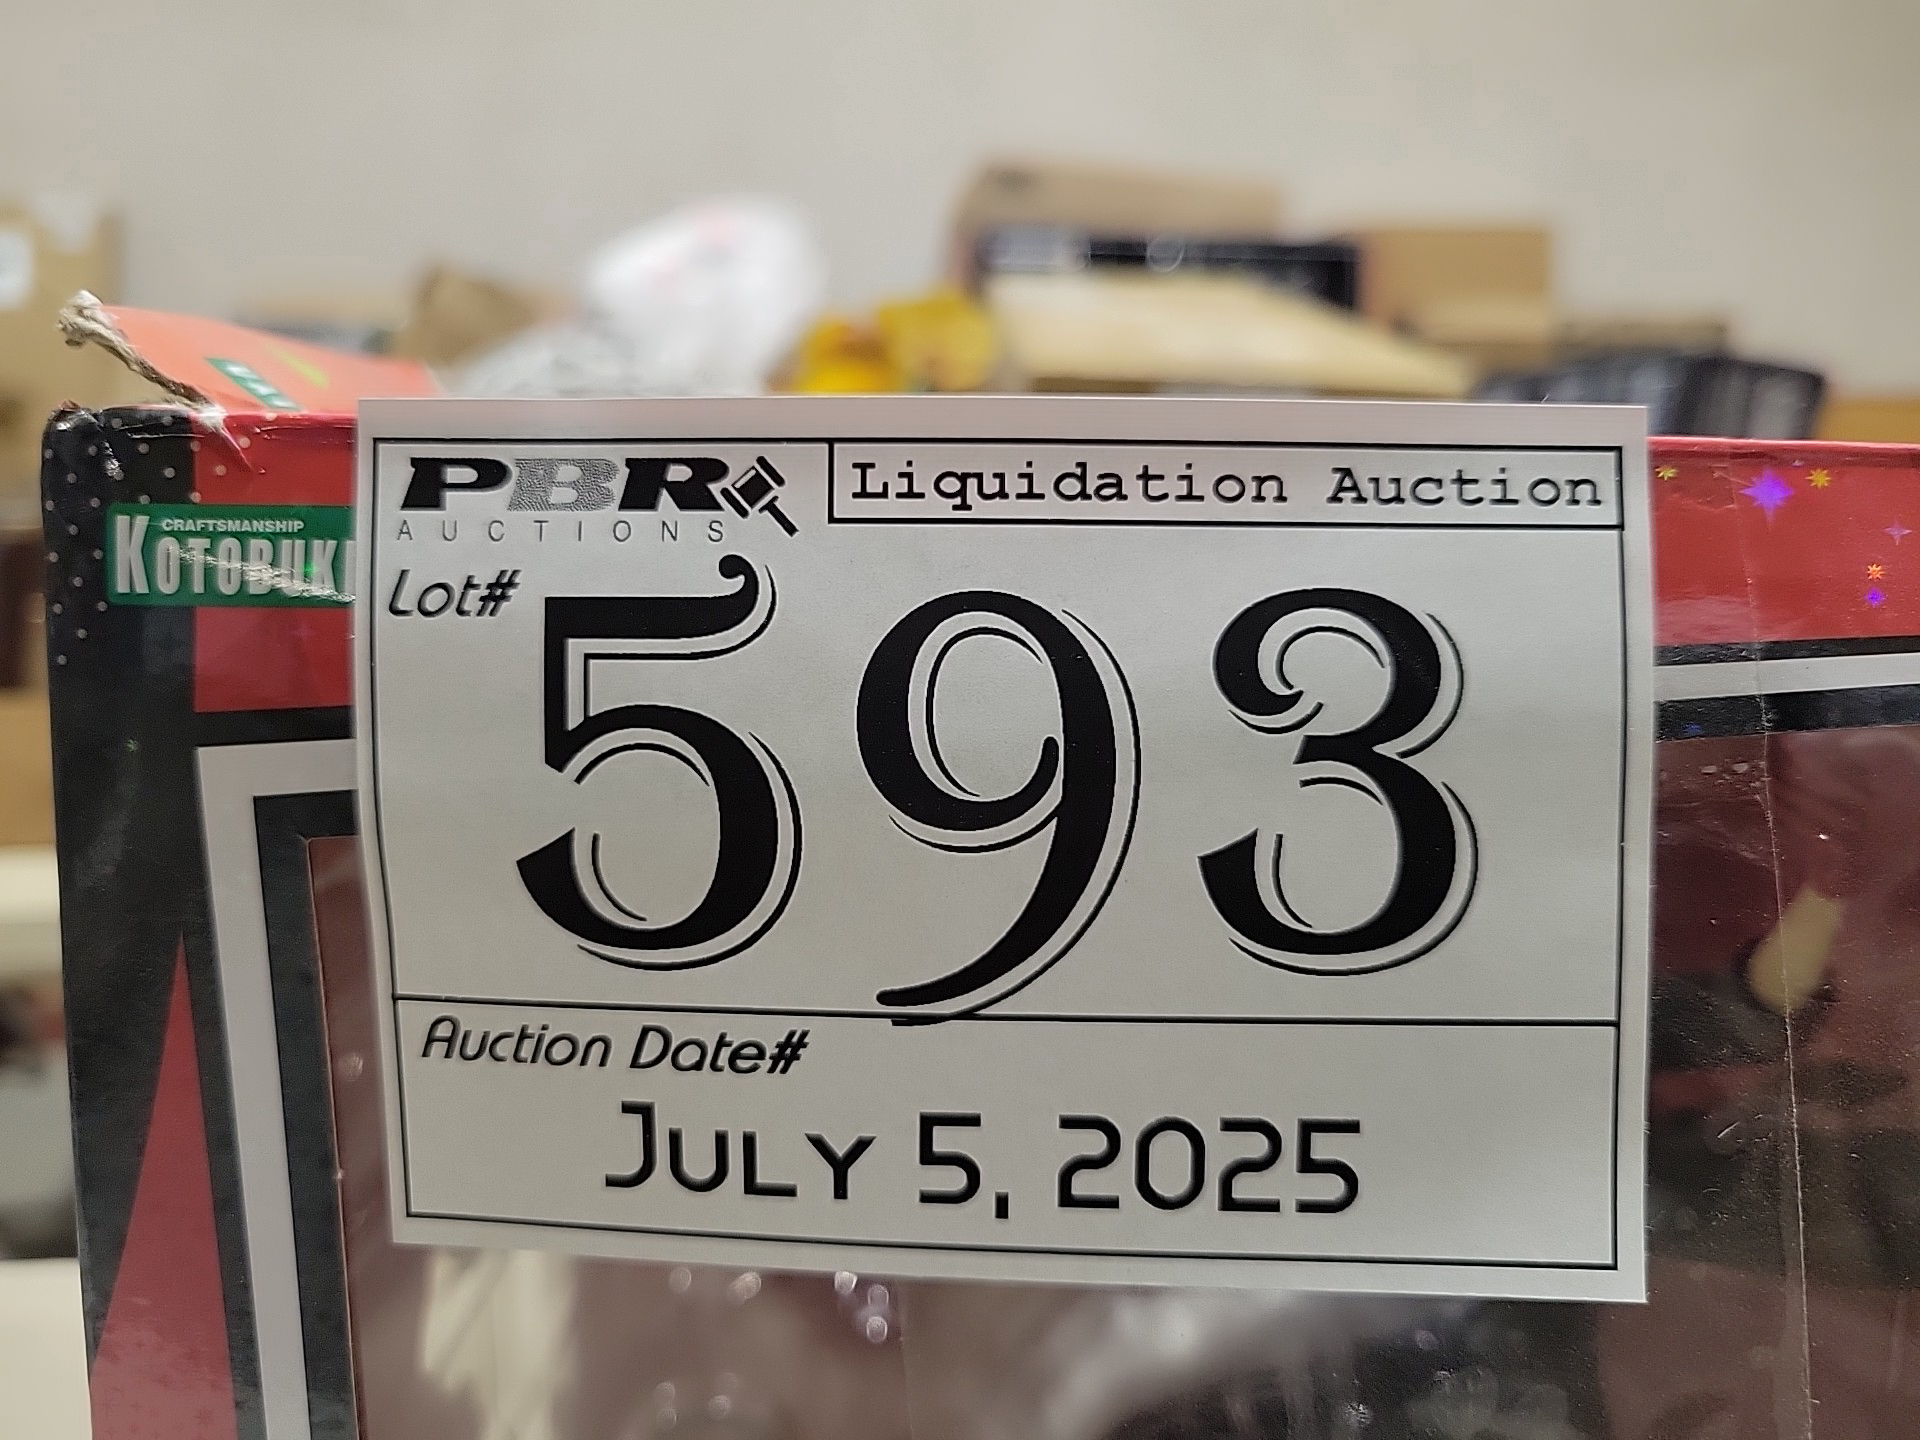 PBR
AUCTIONS
Liquidation Auction
CRAFTSMANSHIP
KOTOBUKI
Lot#
593
Auction Date#
July 5, 2025